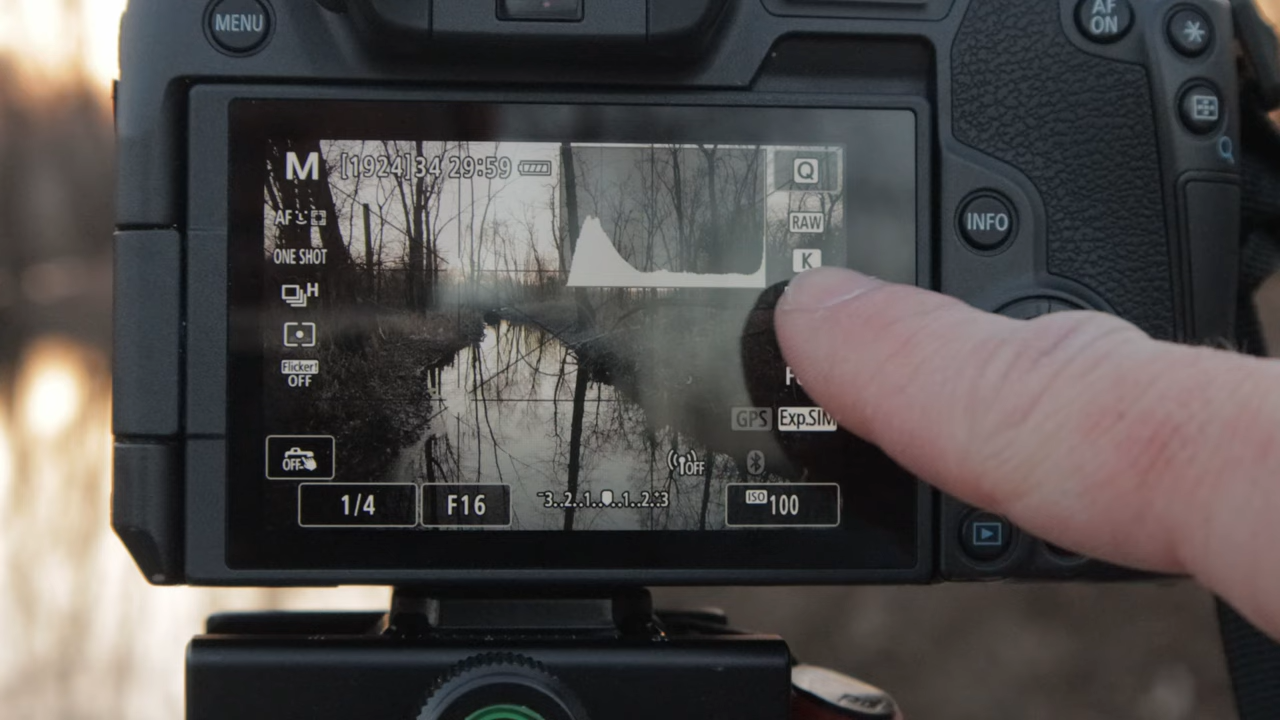 MENU
AF
ON
Q
M [1924]34 29:59
Q
AF
RAW
INFO
ONE SHOT
K
H
Flicker!
OFF
GPS Exp.SIM
OFF
OFF
1/4 F16 -3..2..1..0..1..2..+3 ISO 100